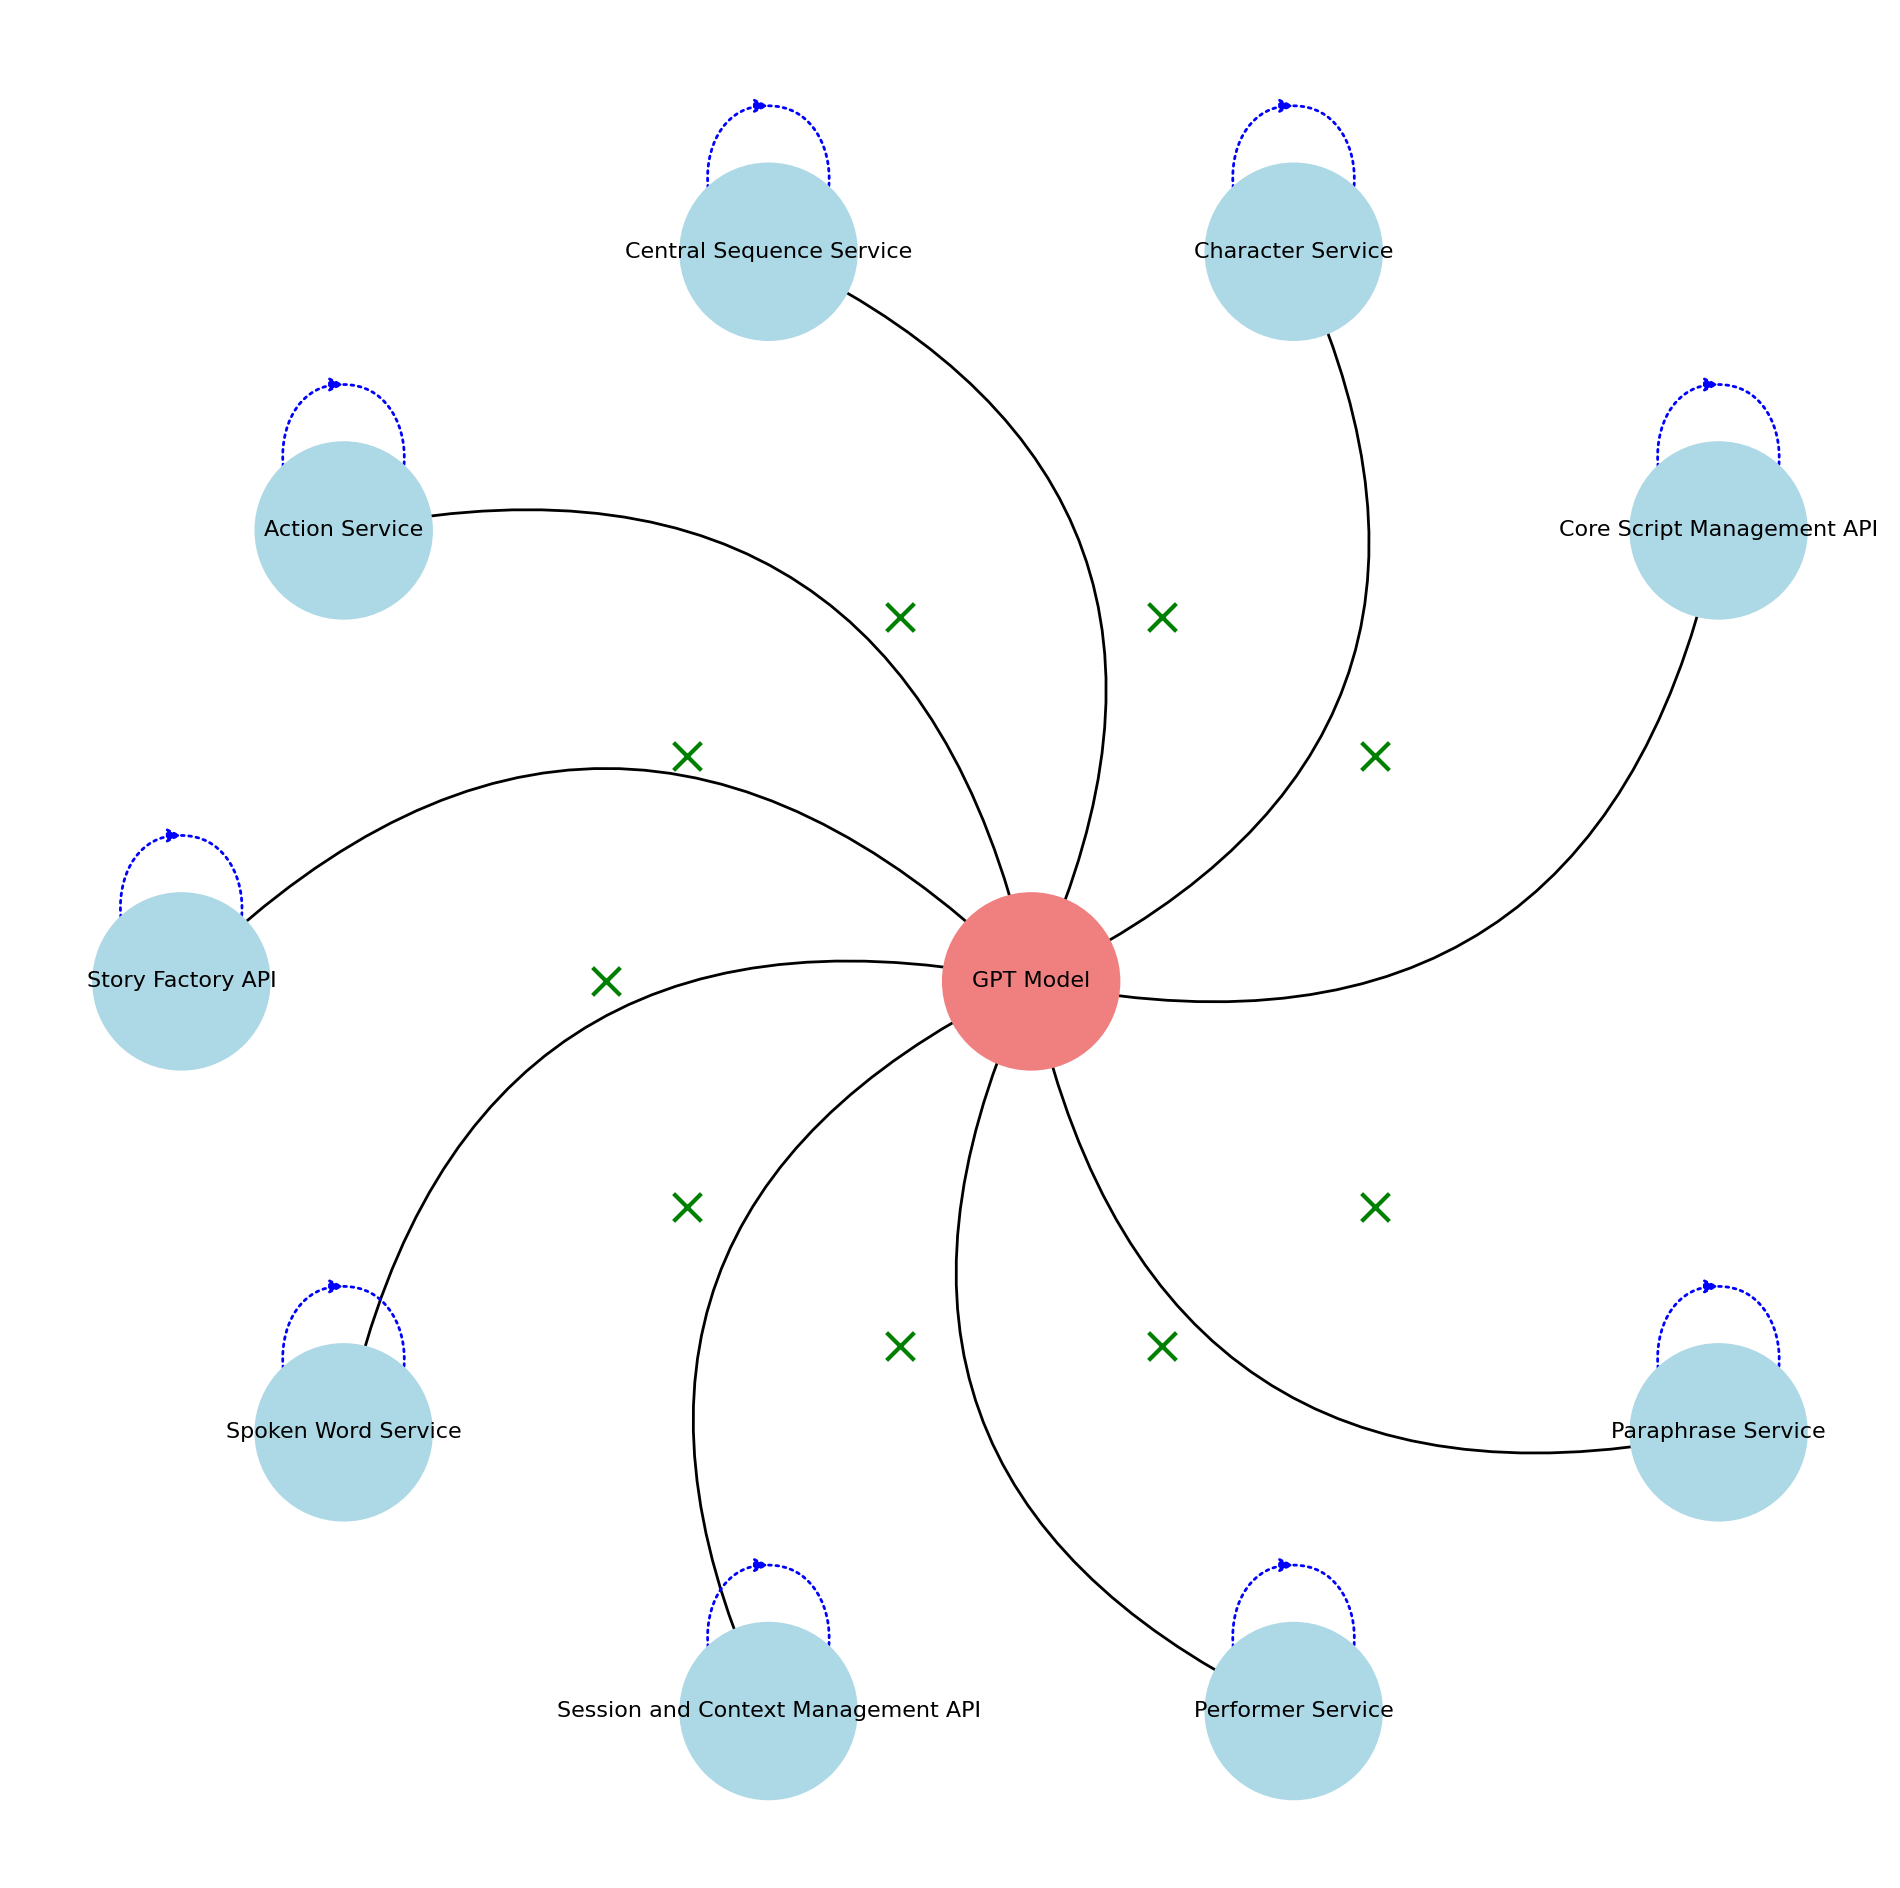 Central Sequence Service
Character Service
Action Service
Core Script Management API
Story Factory API
GPT Model
Spoken Word Service
Paraphrase Service
Session and Context Management API
Performer Service